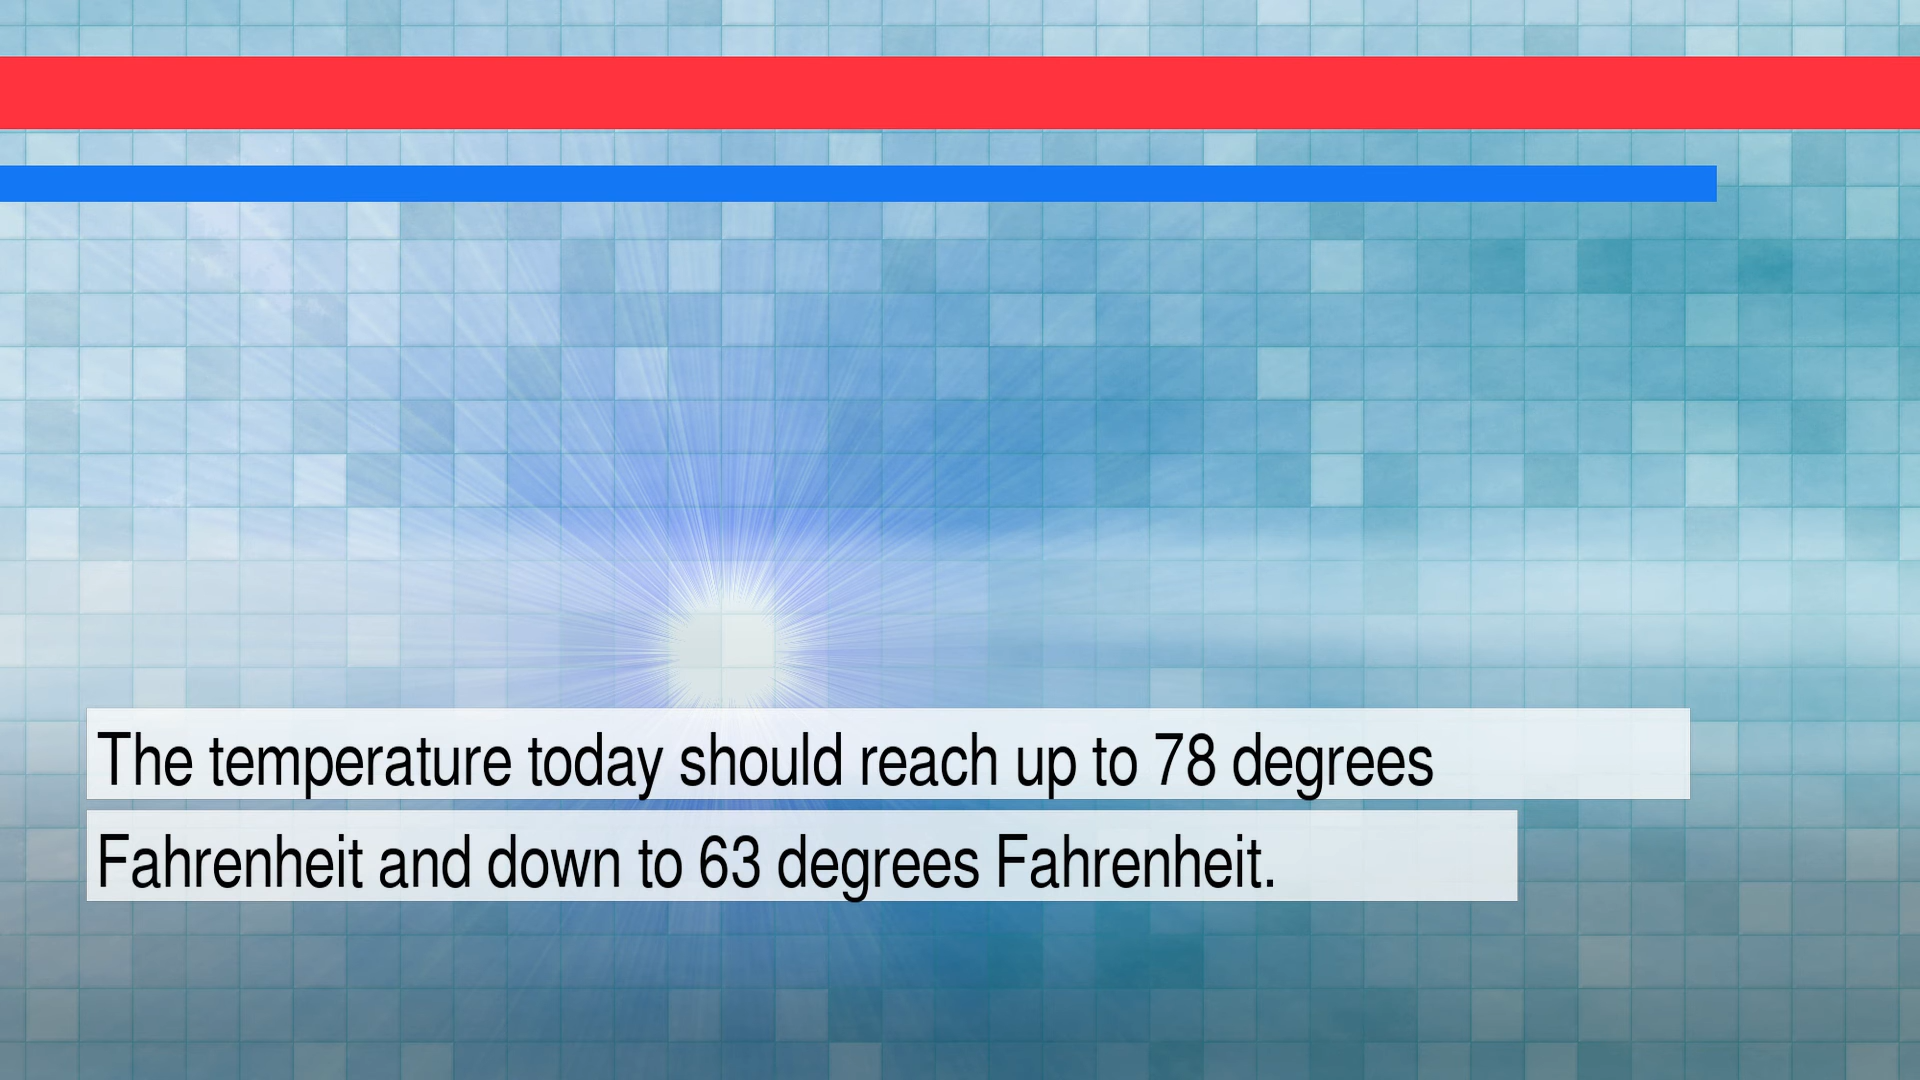 The temperature today should reach up to 78 degrees
Fahrenheit and down to 63 degrees Fahrenheit.